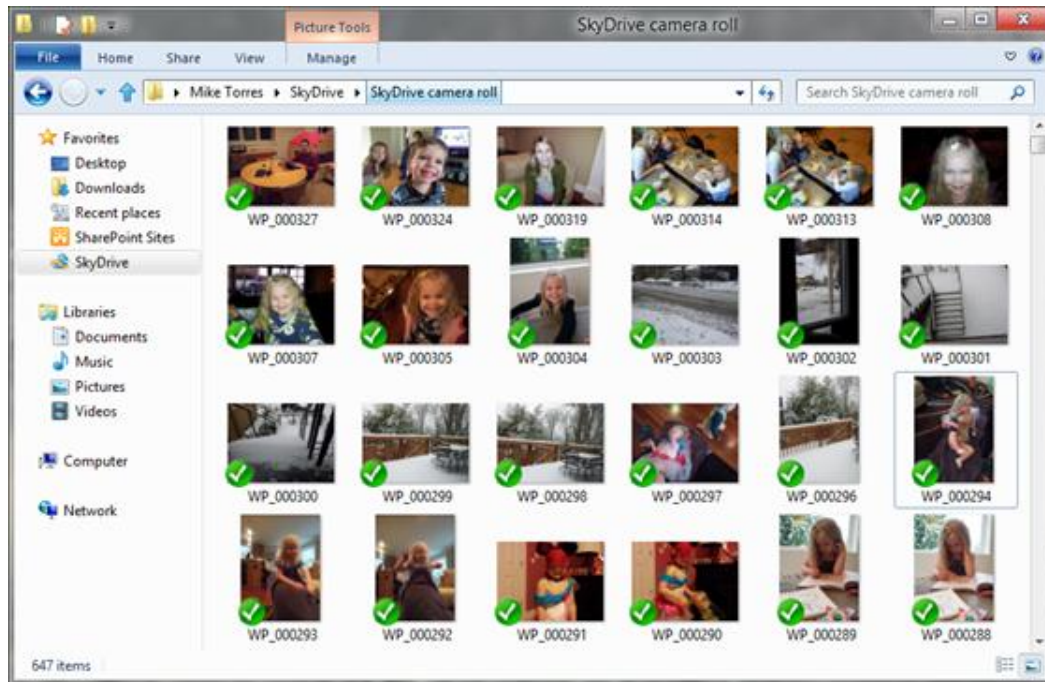 Picture Tools
SkyDrive camera roll
File Home Share View Manage
Mike Torres SkyDrive SkyDrive camera roll
Search SkyDrive camera roll
Favorites
Desktop
Downloads
Recent places
SharePoint Sites
SkyDrive
Libraries
Documents
Music
Pictures
Videos
Computer
Network
WP_000327 WP_000324 WP_000319 WP_000314 WP_000313 WP_000308
WP_000307 WP_000305 WP_000304 WP_000303 WP_000302 WP_000301
WP_000300 WP_000299 WP_000298 WP_000297 WP_000296 WP_000294
WP_000293 WP_000292 WP_000291 WP_000290 WP_000289 WP_000288
647 items